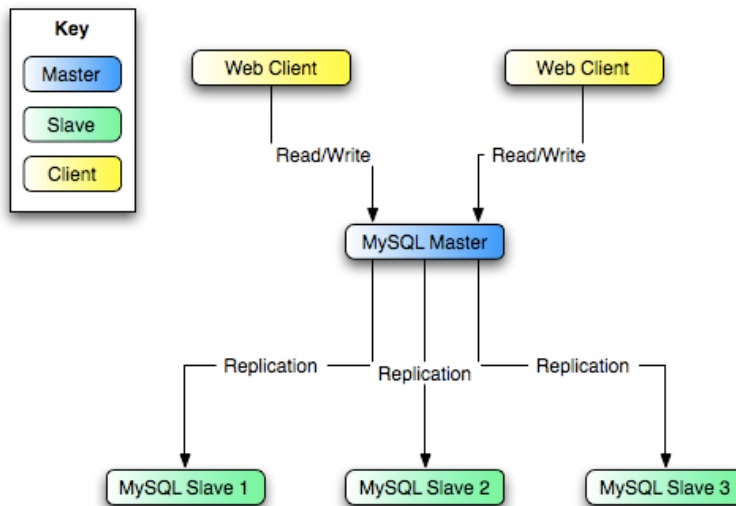 Key
Master
Slave
Client
Web Client
Web Client
Read/Write
Read/Write
MySQL Master
Replication
Replication
Replication
MySQL Slave 1
MySQL Slave 2
MySQL Slave 3